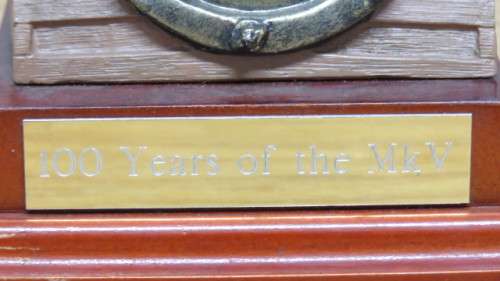 100 Years of the MkV